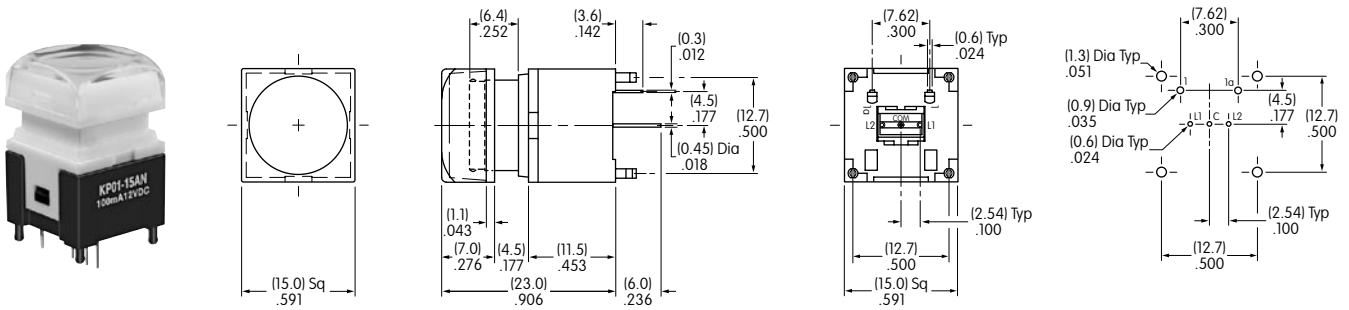 KP01-15AN
100mA12VDC
(15.0) Sq
.591
(6.4)
.252
(3.6)
.142
(0.3)
.012
(4.5)
.177
(12.7)
.500
(0.45) Dia
.018
(1.1)
.043
(7.0)
.276
(4.5)
.177
(11.5)
.453
(23.0)
.906
(6.0)
.236
(7.62)
.300
(0.6) Typ
.024
1a
1
COM
L2
L1
(2.54) Typ
.100
(12.7)
.500
(15.0) Sq
.591
(7.62)
.300
(1.3) Dia Typ
.051
1
1a
(0.9) Dia Typ
.035
(4.5)
.177
(12.7)
.500
L1
C
L2
(0.6) Dia Typ
.024
(2.54) Typ
.100
(12.7)
.500